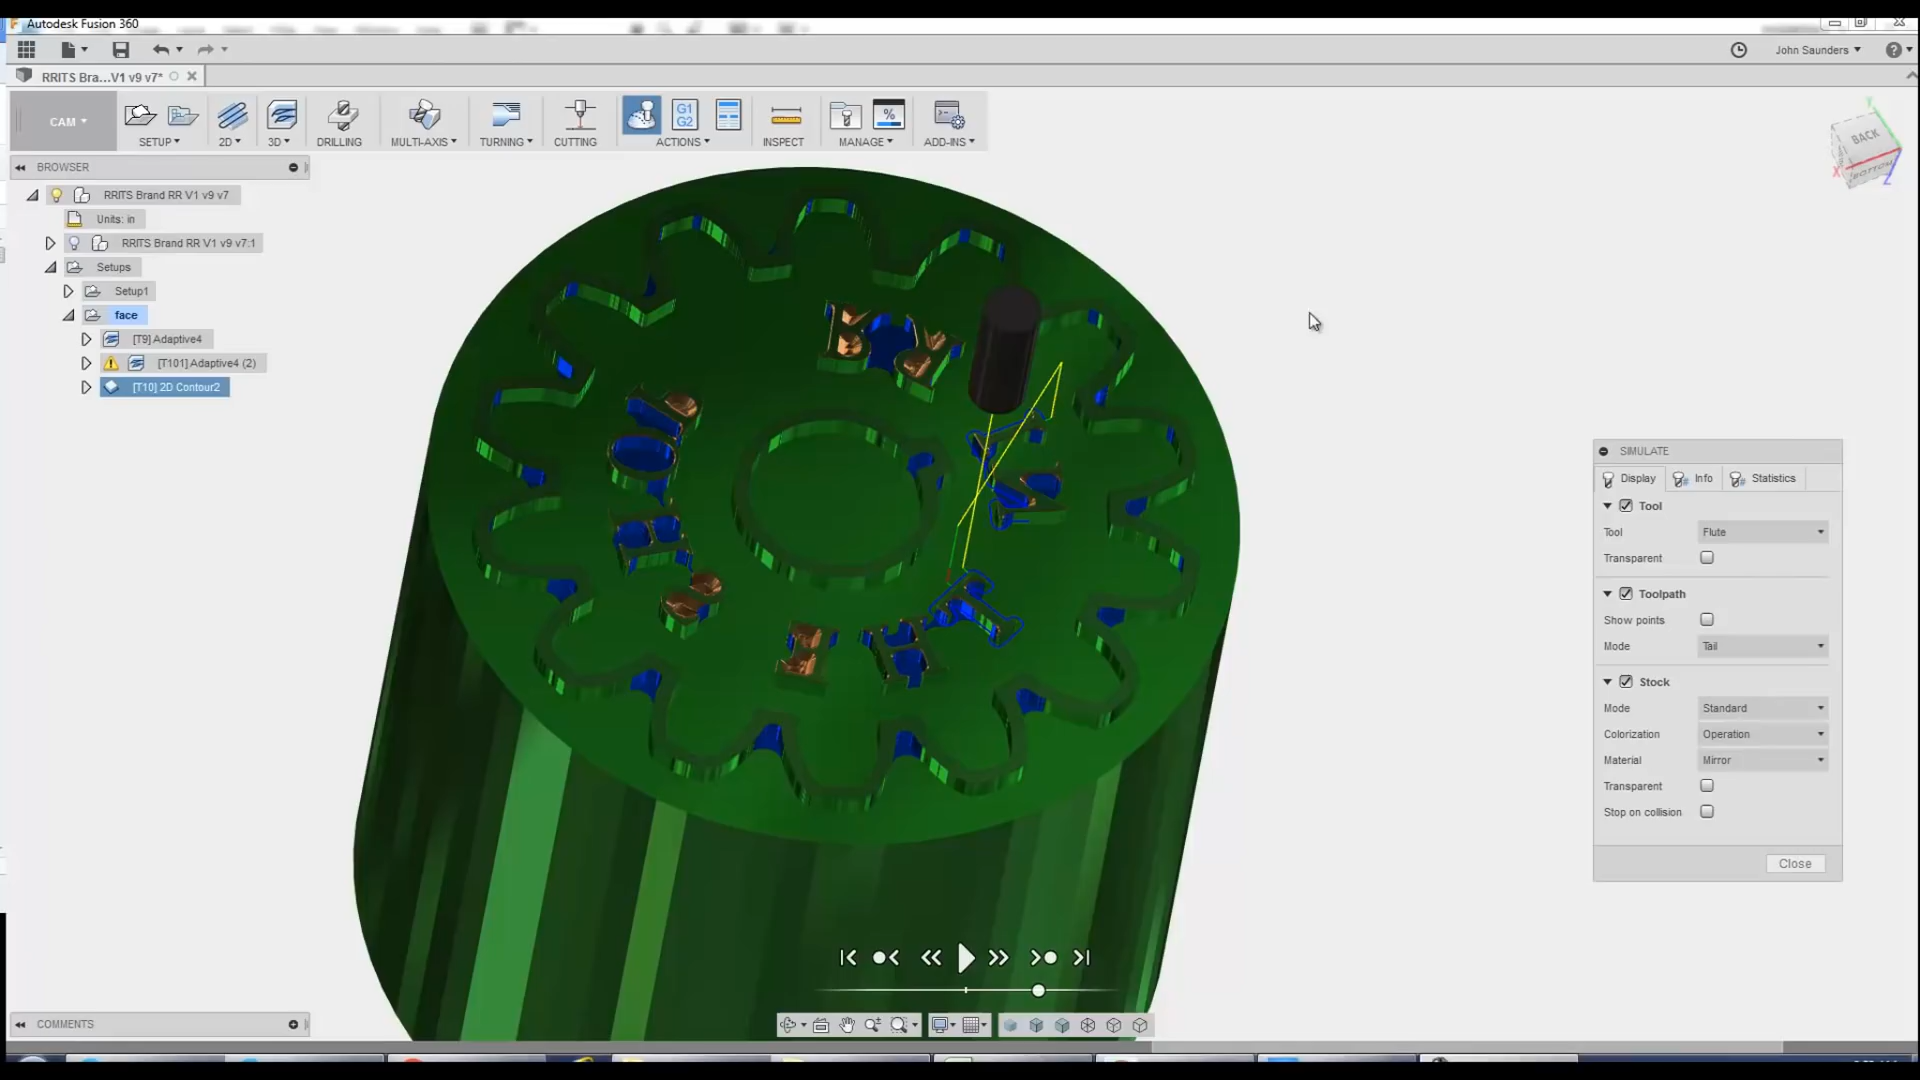 Autodesk Fusion 360
John Saunders
RRITS Bra...V1 v9 v7*
CAM
SETUP
2D
3D
DRILLING
MULTI-AXIS
TURNING
CUTTING
G1
G2
ACTIONS
INSPECT
%
MANAGE
ADD-INS
BACK
BOTTOM
Y
X
Z
BROWSER
RRITS Brand RR V1 v9 v7
Units: in
RRITS Brand RR V1 v9 v7:1
Setups
Setup1
face
[T9] Adaptive4
[T101] Adaptive4 (2)
[T10] 2D Contour2
SIMULATE
Display
Info
Statistics
Tool
Tool
Flute
Transparent
Toolpath
Show points
Mode
Tail
Stock
Mode
Standard
Colorization
Operation
Material
Mirror
Transparent
Stop on collision
Close
COMMENTS